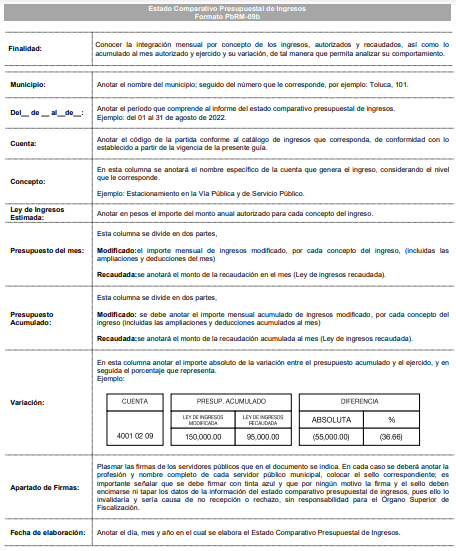 Estado Comparativo Presupuestal de Ingresos
Formato PbRM-09b
Finalidad:
Conocer la integración mensual por concepto de los ingresos, autorizados y recaudados, así como lo
acumulado al mes autorizado y ejercido y su variación, de tal manera que permita analizar su comportamiento.
Municipio:
Anotar el nombre del municipio; seguido del número que le corresponde, por ejemplo: Toluca, 101.
Del__ de __ al__de__:
Anotar el período que comprende al informe del estado comparativo presupuestal de ingresos.
Ejemplo: del 01 al 31 de agosto de 2022.
Cuenta:
Anotar el código de la partida conforme al catálogo de ingresos que corresponda, de conformidad con lo
establecido a partir de la vigencia de la presente guía.
Concepto:
En esta columna se anotará el nombre específico de la cuenta que genera el ingreso, considerando el nivel
que le corresponde.
Ejemplo: Estacionamiento en la Vía Pública y de Servicio Público.
Ley de Ingresos
Estimada:
Anotar en pesos el importe del monto anual autorizado para cada concepto del ingreso.
Presupuesto del mes:
Esta columna se divide en dos partes,
Modificado:el importe mensual de ingresos modificado, por cada concepto del ingreso, (incluidas las
ampliaciones y deducciones del mes)
Recaudada:se anotará el monto de la recaudación en el mes (Ley de ingresos recaudada).
Presupuesto
Acumulado:
Esta columna se divide en dos partes,
Modificado: se debe anotar el importe mensual acumulado de ingresos modificado, por cada concepto del
ingreso (incluidas las ampliaciones y deducciones acumulados al mes)
Recaudada:se anotará el monto de la recaudación acumulada al mes (Ley de ingresos recaudada).
Variación:
En esta columna anotar el importe absoluto de la variación entre el presupuesto acumulado y el ejercido, y en
seguida el porcentaje que representa.
Ejemplo:
CUENTA
PRESUP. ACUMULADO
DIFERENCIA
LEY DE INGRESOS
MODIFICADA
LEY DE INGRESOS
RECAUDADA
ABSOLUTA
%
4001 02 09
150,000.00
95,000.00
(55,000.00)
(36.66)
Apartado de Firmas:
Plasmar las firmas de los servidores públicos que en el documento se indica. En cada caso se deberá anotar la
profesión y nombre completo de cada servidor público municipal, colocar el sello correspondiente; es
importante señalar que se debe firmar con tinta azul y que por ningún motivo la firma y el sello deben
encimarse ni tapar los datos de la información del estado comparativo presupuestal de ingresos, pues ello lo
invalidaría y sería causa de no recepción o rechazo, sin responsabilidad para el Órgano Superior de
Fiscalización.
Fecha de elaboración:
Anotar el día, mes y año en el cual se elabora el Estado Comparativo Presupuestal de Ingresos.